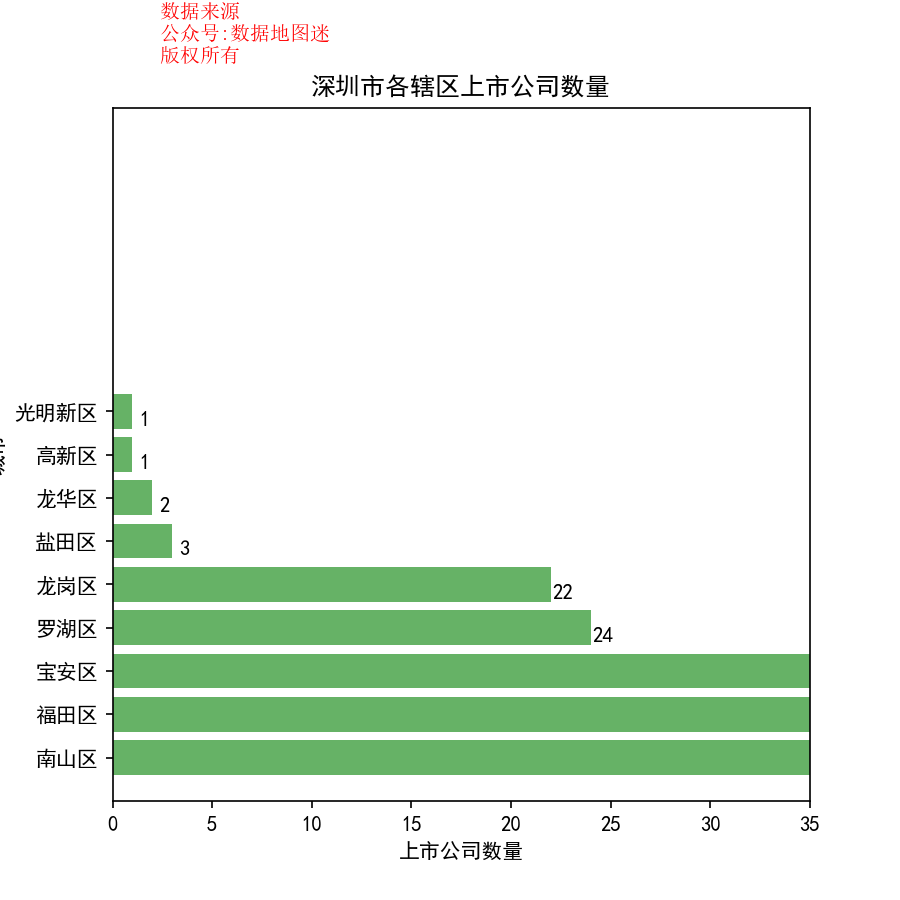 数据来源
公众号:数据地图迷
版权所有
深圳市各辖区上市公司数量
光明新区 1
高新区 1
龙华区 2
盐田区 3
龙岗区 22
罗湖区 24
宝安区
福田区
南山区
0 5 10 15 20 25 30 35
上市公司数量